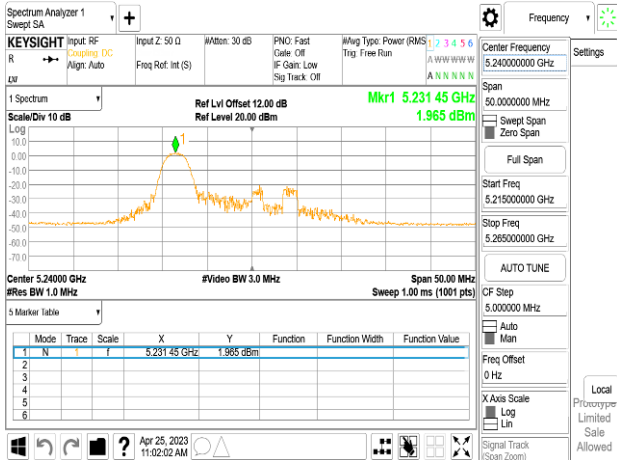 Spectrum Analyzer 1
Swept SA
+
Frequency
KEYSIGHT
R
Input: RF
Coupling: DC
Align: Auto
Input Z: 50 Ω
Freq Ref: Int (S)
#Atten: 30 dB
PNO: Fast
Gate: Off
IF Gain: Low
Sig Track: Off
#Avg Type: Power (RMS
Trig: Free Run
1 2 3 4 5 6
A W W W W W
A N N N N N
1 Spectrum
Scale/Div 10 dB
Ref Lvl Offset 12.00 dB
Ref Level 20.00 dBm
Mkr1 5.231 45 GHz
1.965 dBm
Log
1
10.0
0.00
-10.0
-20.0
-30.0
-40.0
-50.0
-60.0
-70.0
Center 5.24000 GHz
#Video BW 3.0 MHz
Span 50.00 MHz
#Res BW 1.0 MHz
Sweep 1.00 ms (1001 pts)
5 Marker Table
Mode Trace Scale X Y Function Function Width Function Value
1 N 1 f 5.231 45 GHz 1.965 dBm
2
3
4
5
6
?
Apr 25, 2023
11:02:02 AM
Center Frequency
5.240000000 GHz
Settings
Span
50.0000000 MHz
Swept Span
Zero Span
Full Span
Start Freq
5.215000000 GHz
Stop Freq
5.265000000 GHz
AUTO TUNE
CF Step
5.000000 MHz
Auto
Man
Freq Offset
0 Hz
X Axis Scale
Log
Lin
Signal Track
(Span Zoom)
Local
Prototype
Limited
Sale
Allowed